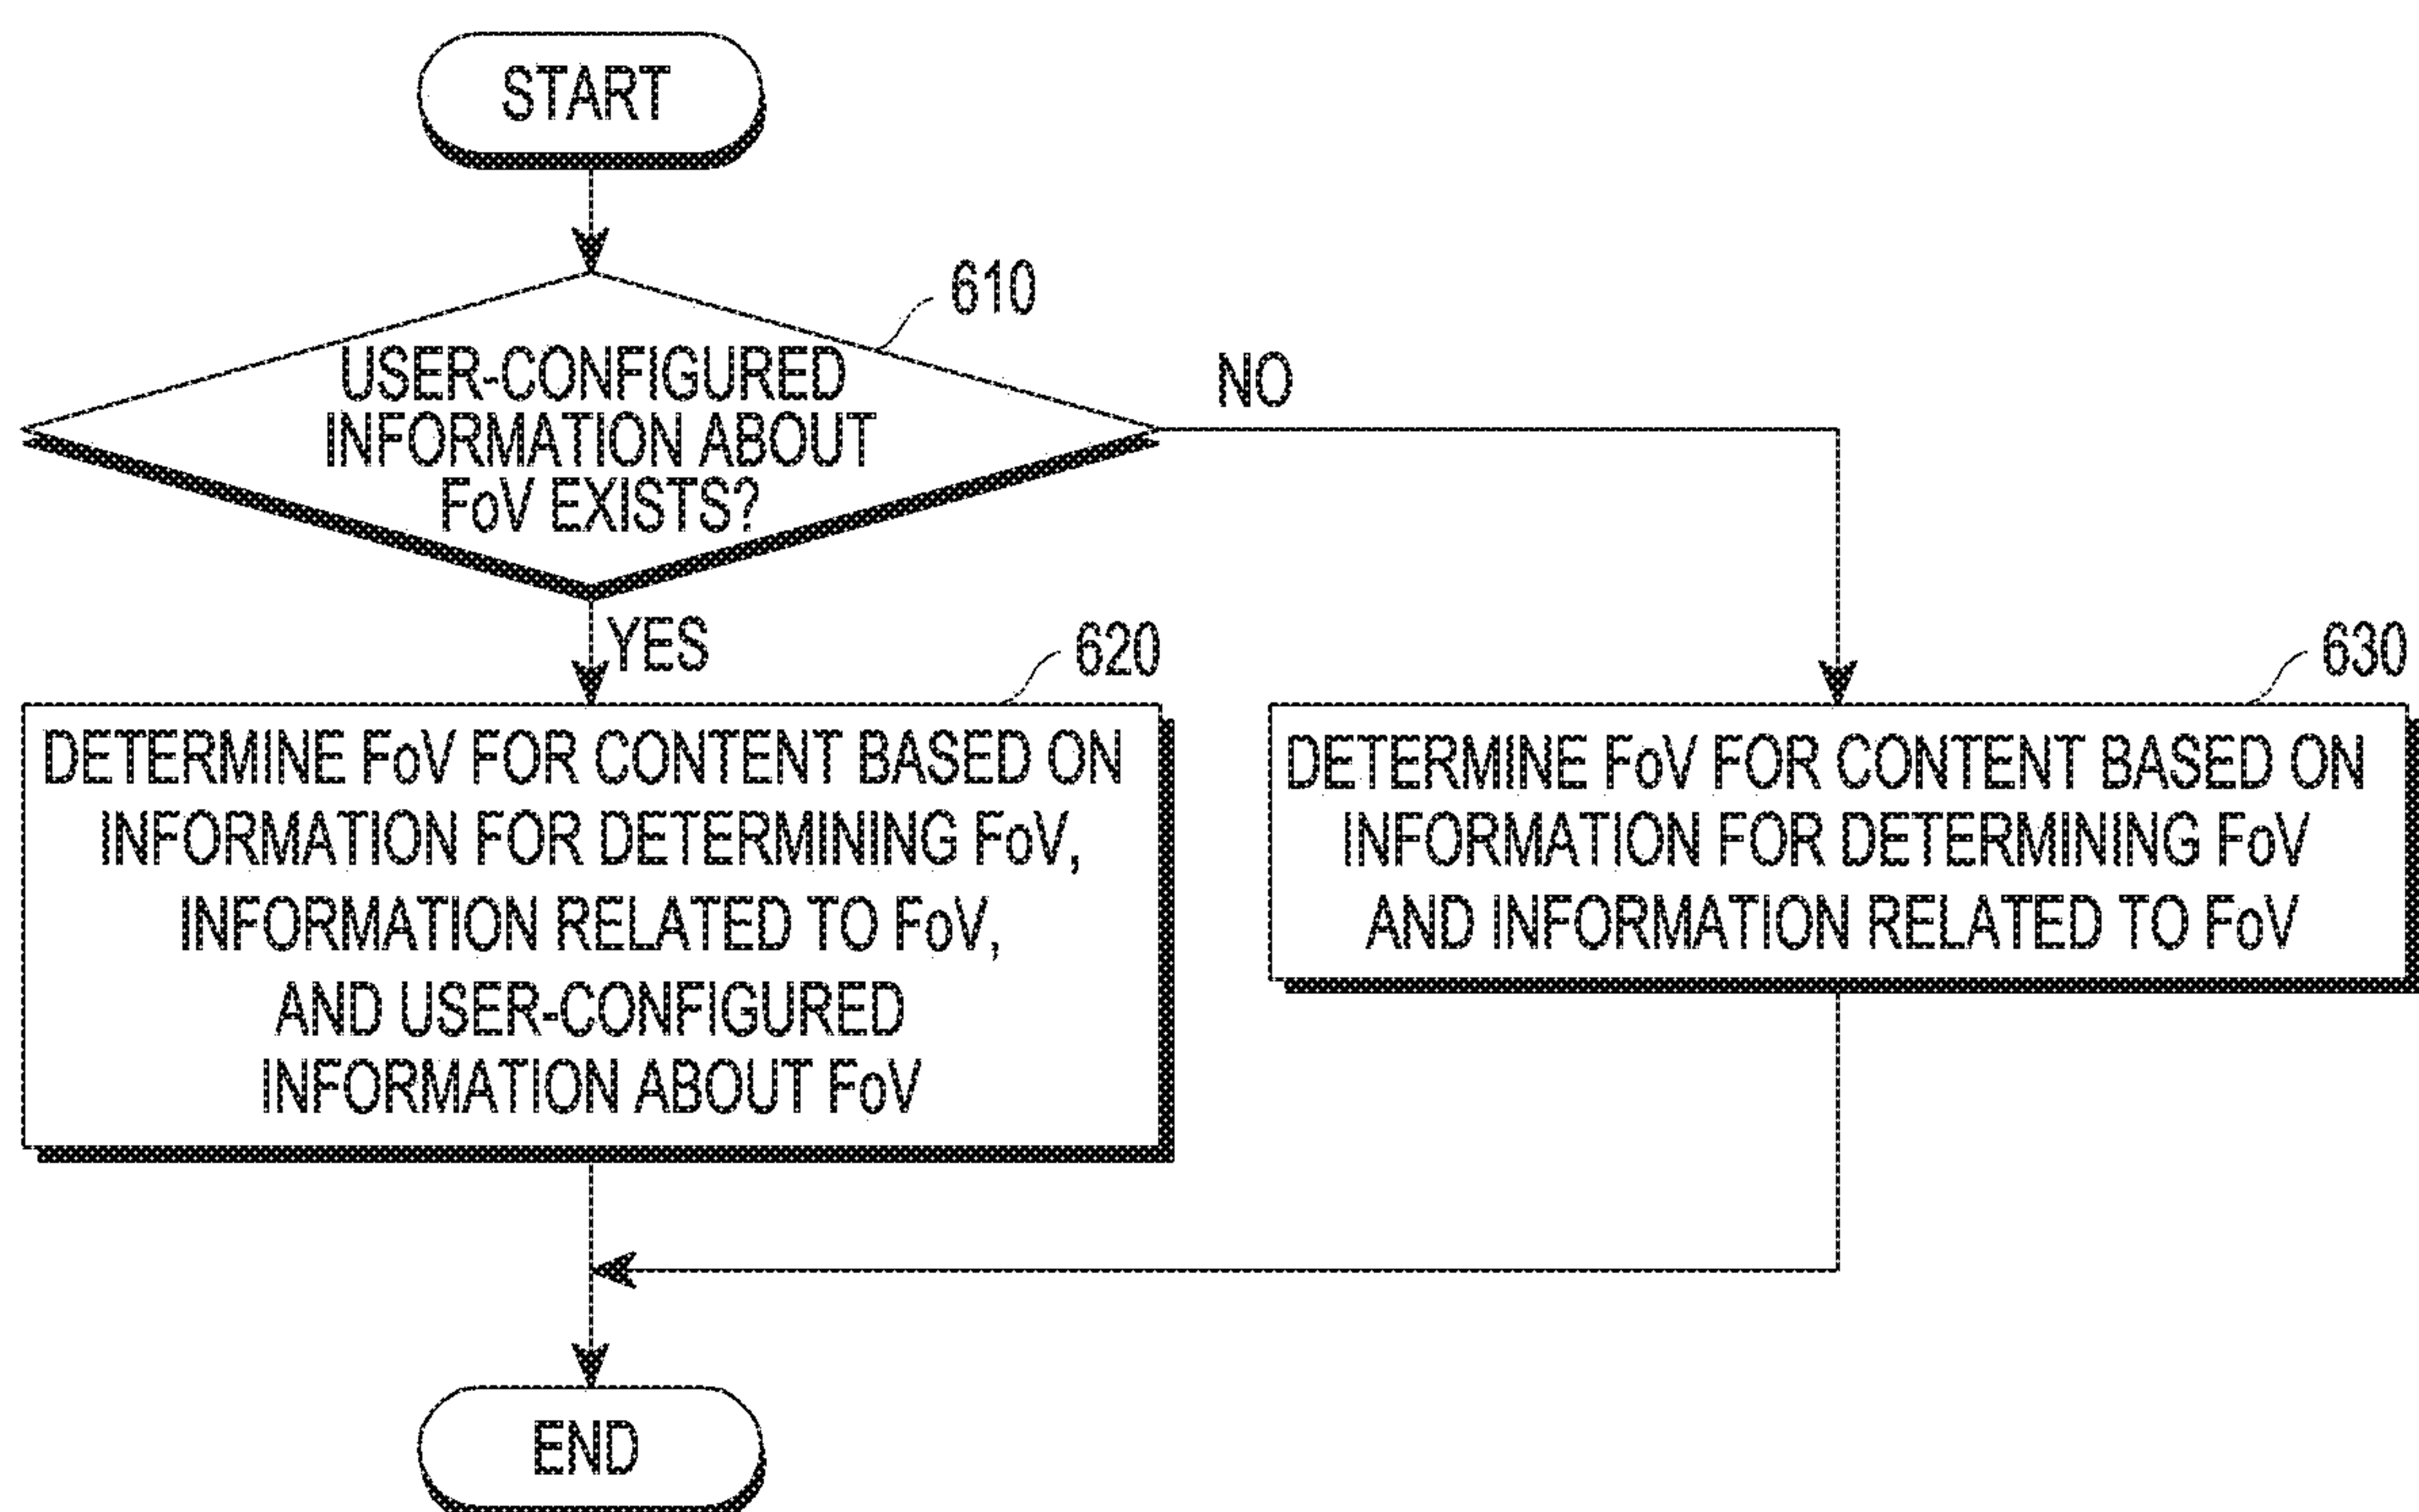 START
610
USER-CONFIGURED
INFORMATION ABOUT
FoV EXISTS?
NO
YES
620
DETERMINE FoV FOR CONTENT BASED ON
INFORMATION FOR DETERMINING FoV,
INFORMATION RELATED TO FoV,
AND USER-CONFIGURED
INFORMATION ABOUT FoV
630
DETERMINE FoV FOR CONTENT BASED ON
INFORMATION FOR DETERMINING FoV
AND INFORMATION RELATED TO FoV
END